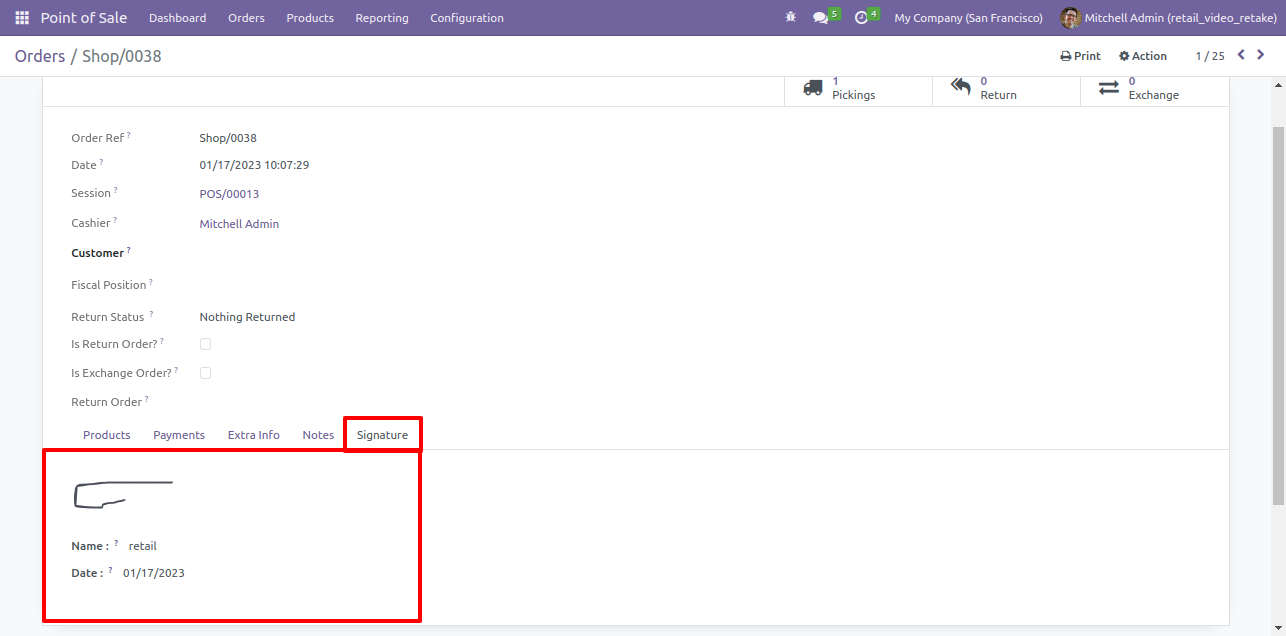 Point of Sale Dashboard Orders Products Reporting Configuration 5 4 My Company (San Francisco) Mitchell Admin (retail_video_retake)
Orders / Shop/0038 Print Action 1 / 25
1 Pickings 0 Return 0 Exchange
Order Ref ? Shop/0038
Date ? 01/17/2023 10:07:29
Session ? POS/00013
Cashier ? Mitchell Admin
Customer ?
Fiscal Position ?
Return Status ? Nothing Returned
Is Return Order? ?
Is Exchange Order? ?
Return Order ?
Products Payments Extra Info Notes Signature
Name : ? retail
Date : ? 01/17/2023